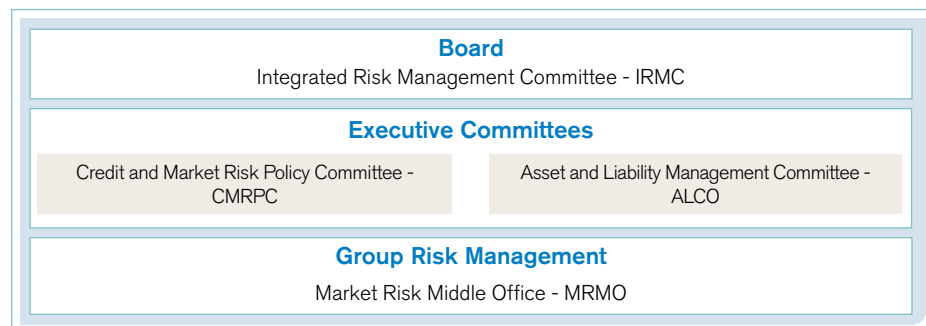 Board
Integrated Risk Management Committee - IRMC
Executive Committees
Credit and Market Risk Policy Committee -
CMRPC
Asset and Liability Management Committee -
ALCO
Group Risk Management
Market Risk Middle Office - MRMO